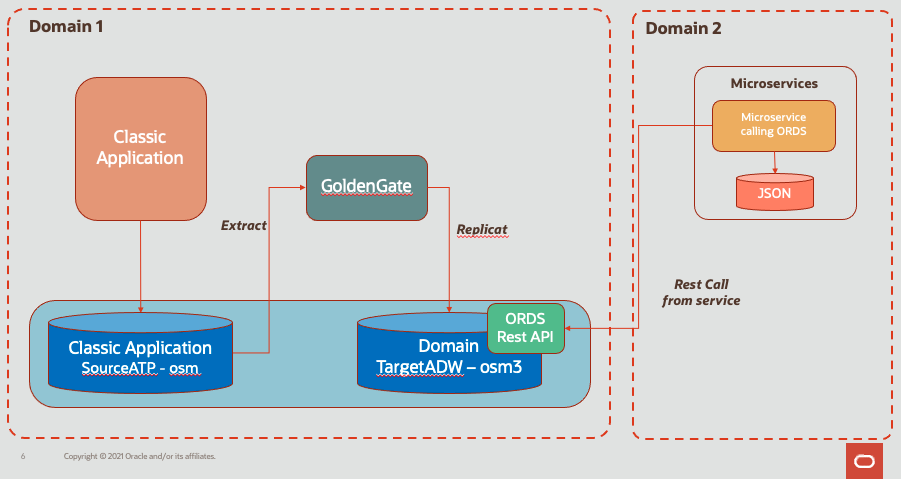 Domain 1
Domain 2
Microservices
Microservice
calling ORDS
JSON
Classic
Application
GoldenGate
Extract
Replicat
Rest Call
from service
ORDS
Rest API
Classic Application
SourceATP - osm
Domain
TargetADW – osm3
6
Copyright © 2021 Oracle and/or its affiliates.